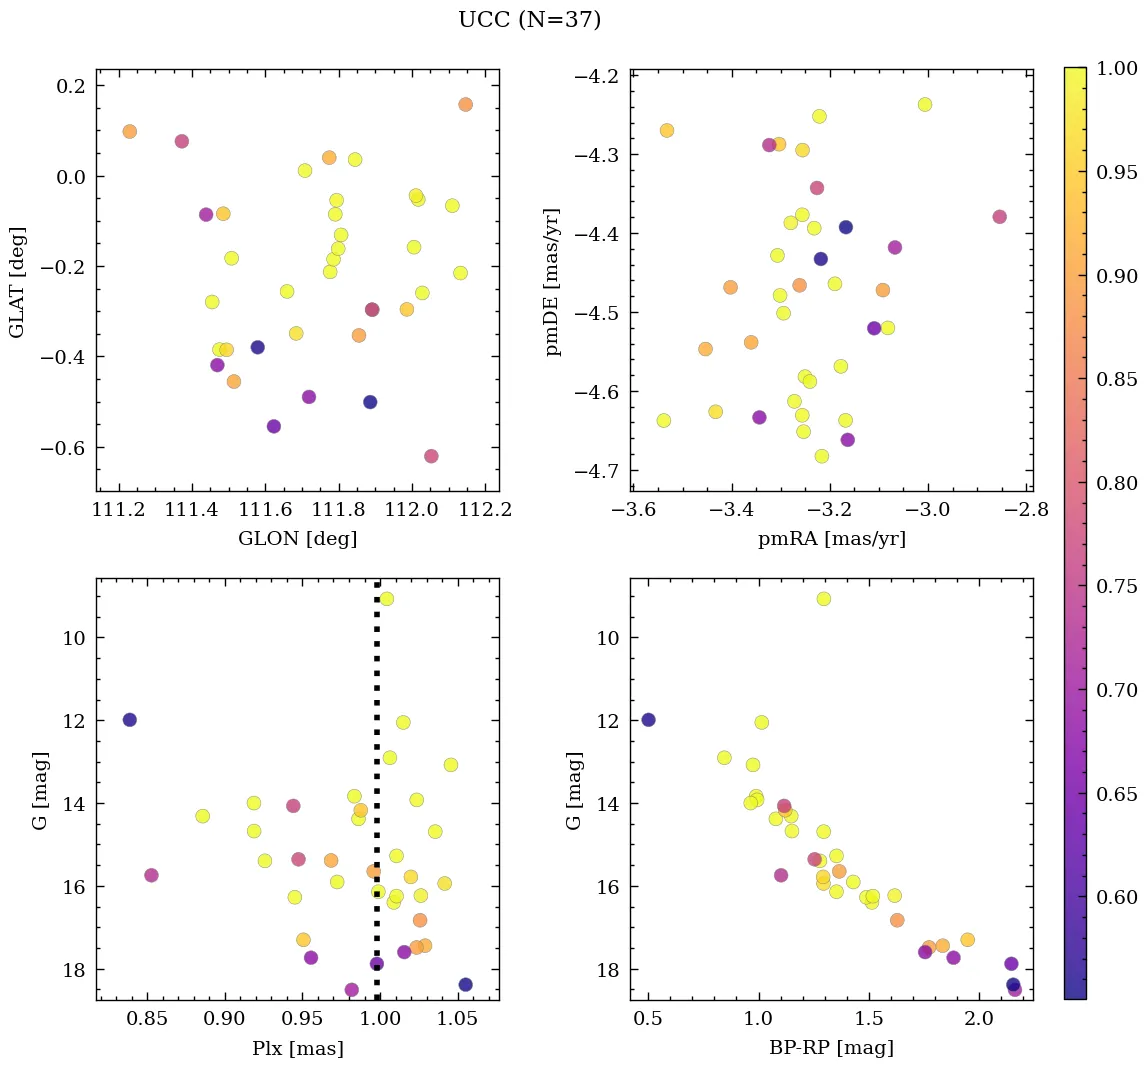 UCC (N=37)
0.2
0.0
−0.2
−0.4
−0.6
GLAT [deg]
111.2 111.4 111.6 111.8 112.0 112.2
GLON [deg]
−4.2
−4.3
−4.4
−4.5
−4.6
−4.7
pmDE [mas/yr]
−3.6 −3.4 −3.2 −3.0 −2.8
pmRA [mas/yr]
10
12
14
16
18
G [mag]
0.85 0.90 0.95 1.00 1.05
Plx [mas]
10
12
14
16
18
G [mag]
0.5 1.0 1.5 2.0
BP-RP [mag]
1.00
0.95
0.90
0.85
0.80
0.75
0.70
0.65
0.60